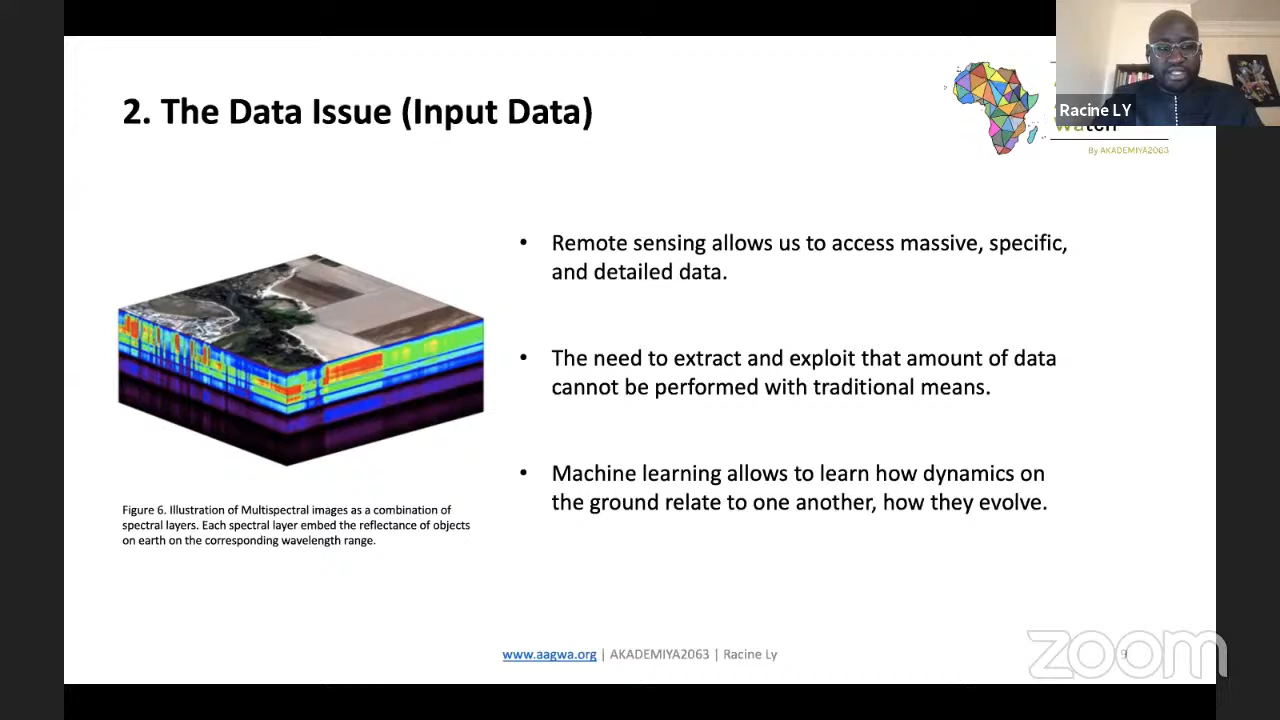 2. The Data Issue (Input Data)
Racine LY
By AKADEMIYA2063
• Remote sensing allows us to access massive, specific,
and detailed data.
• The need to extract and exploit that amount of data
cannot be performed with traditional means.
• Machine learning allows to learn how dynamics on
the ground relate to one another, how they evolve.
Figure 6. Illustration of Multispectral images as a combination of
spectral layers. Each spectral layer embed the reflectance of objects
on earth on the corresponding wavelength range.
www.aagwa.org | AKADEMIYA2063 | Racine Ly
9
zoom